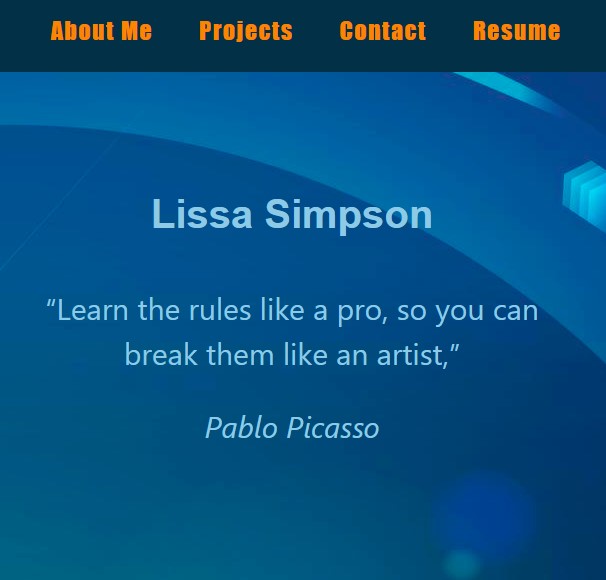 About Me Projects Contact Resume
Lissa Simpson
“Learn the rules like a pro, so you can
break them like an artist,”
Pablo Picasso